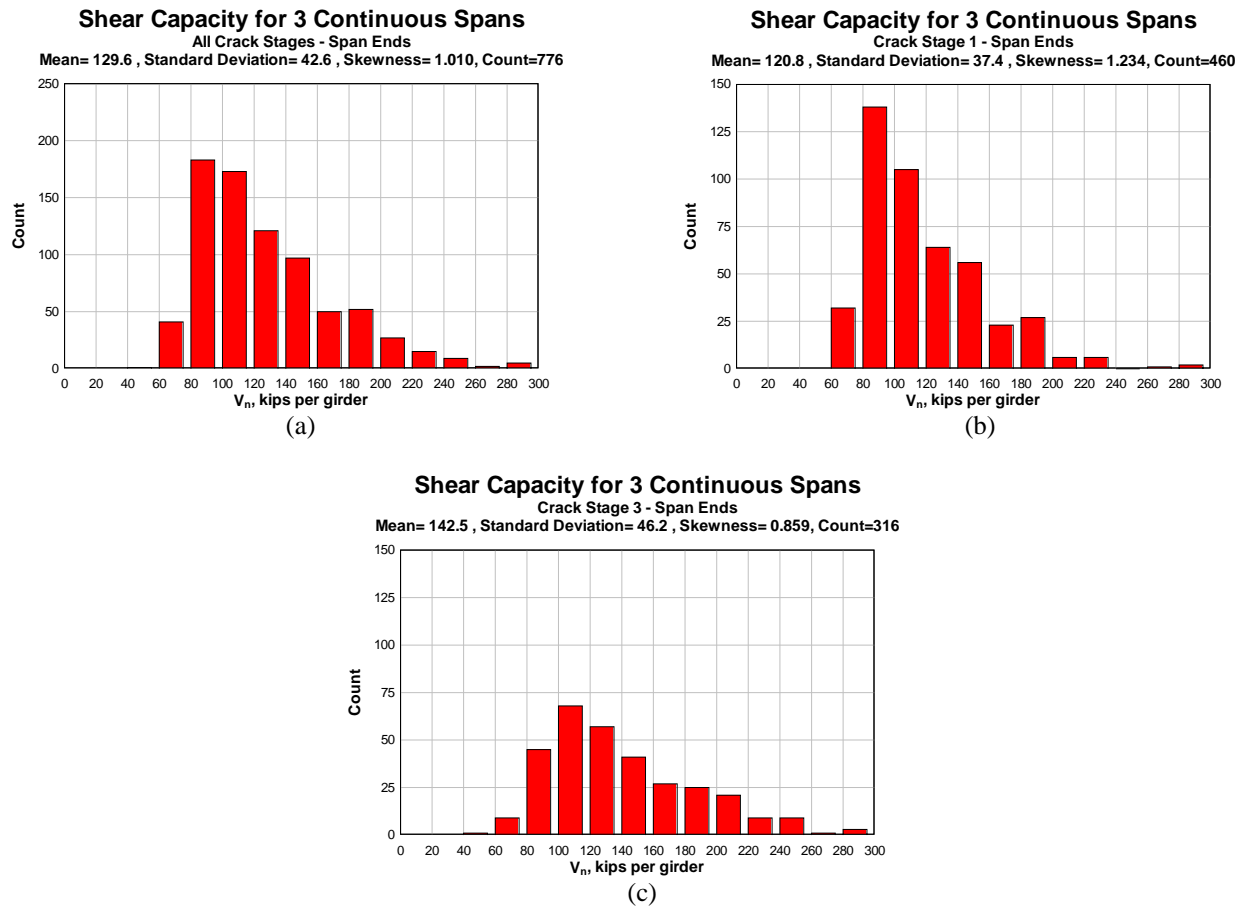 Shear Capacity for 3 Continuous Spans
All Crack Stages - Span Ends
Mean= 129.6 , Standard Deviation= 42.6 , Skewness= 1.010, Count=776
250
200
150
100
50
0
Count
0 20 40 60 80 100 120 140 160 180 200 220 240 260 280 300
Vn, kips per girder
(a)
Shear Capacity for 3 Continuous Spans
Crack Stage 1 - Span Ends
Mean= 120.8 , Standard Deviation= 37.4 , Skewness= 1.234, Count=460
150
125
100
75
50
25
0
Count
0 20 40 60 80 100 120 140 160 180 200 220 240 260 280 300
Vn, kips per girder
(b)
Shear Capacity for 3 Continuous Spans
Crack Stage 3 - Span Ends
Mean= 142.5 , Standard Deviation= 46.2 , Skewness= 0.859, Count=316
150
125
100
75
50
25
0
Count
0 20 40 60 80 100 120 140 160 180 200 220 240 260 280 300
Vn, kips per girder
(c)